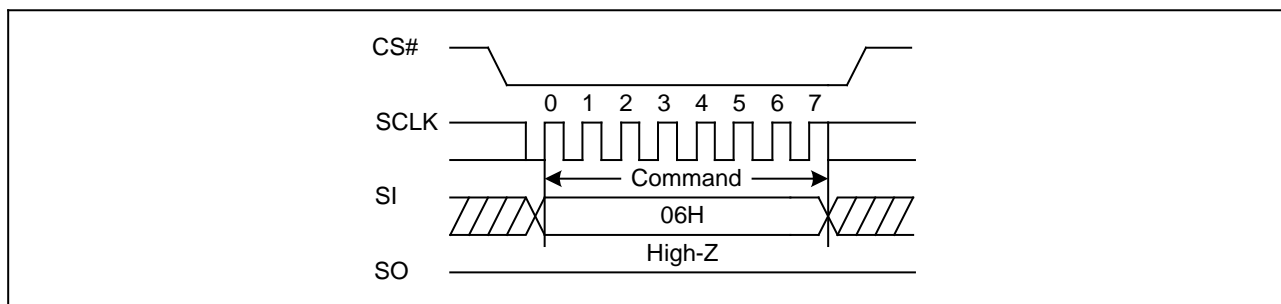 CS#
0 1 2 3 4 5 6 7
SCLK
Command
SI
06H
High-Z
SO